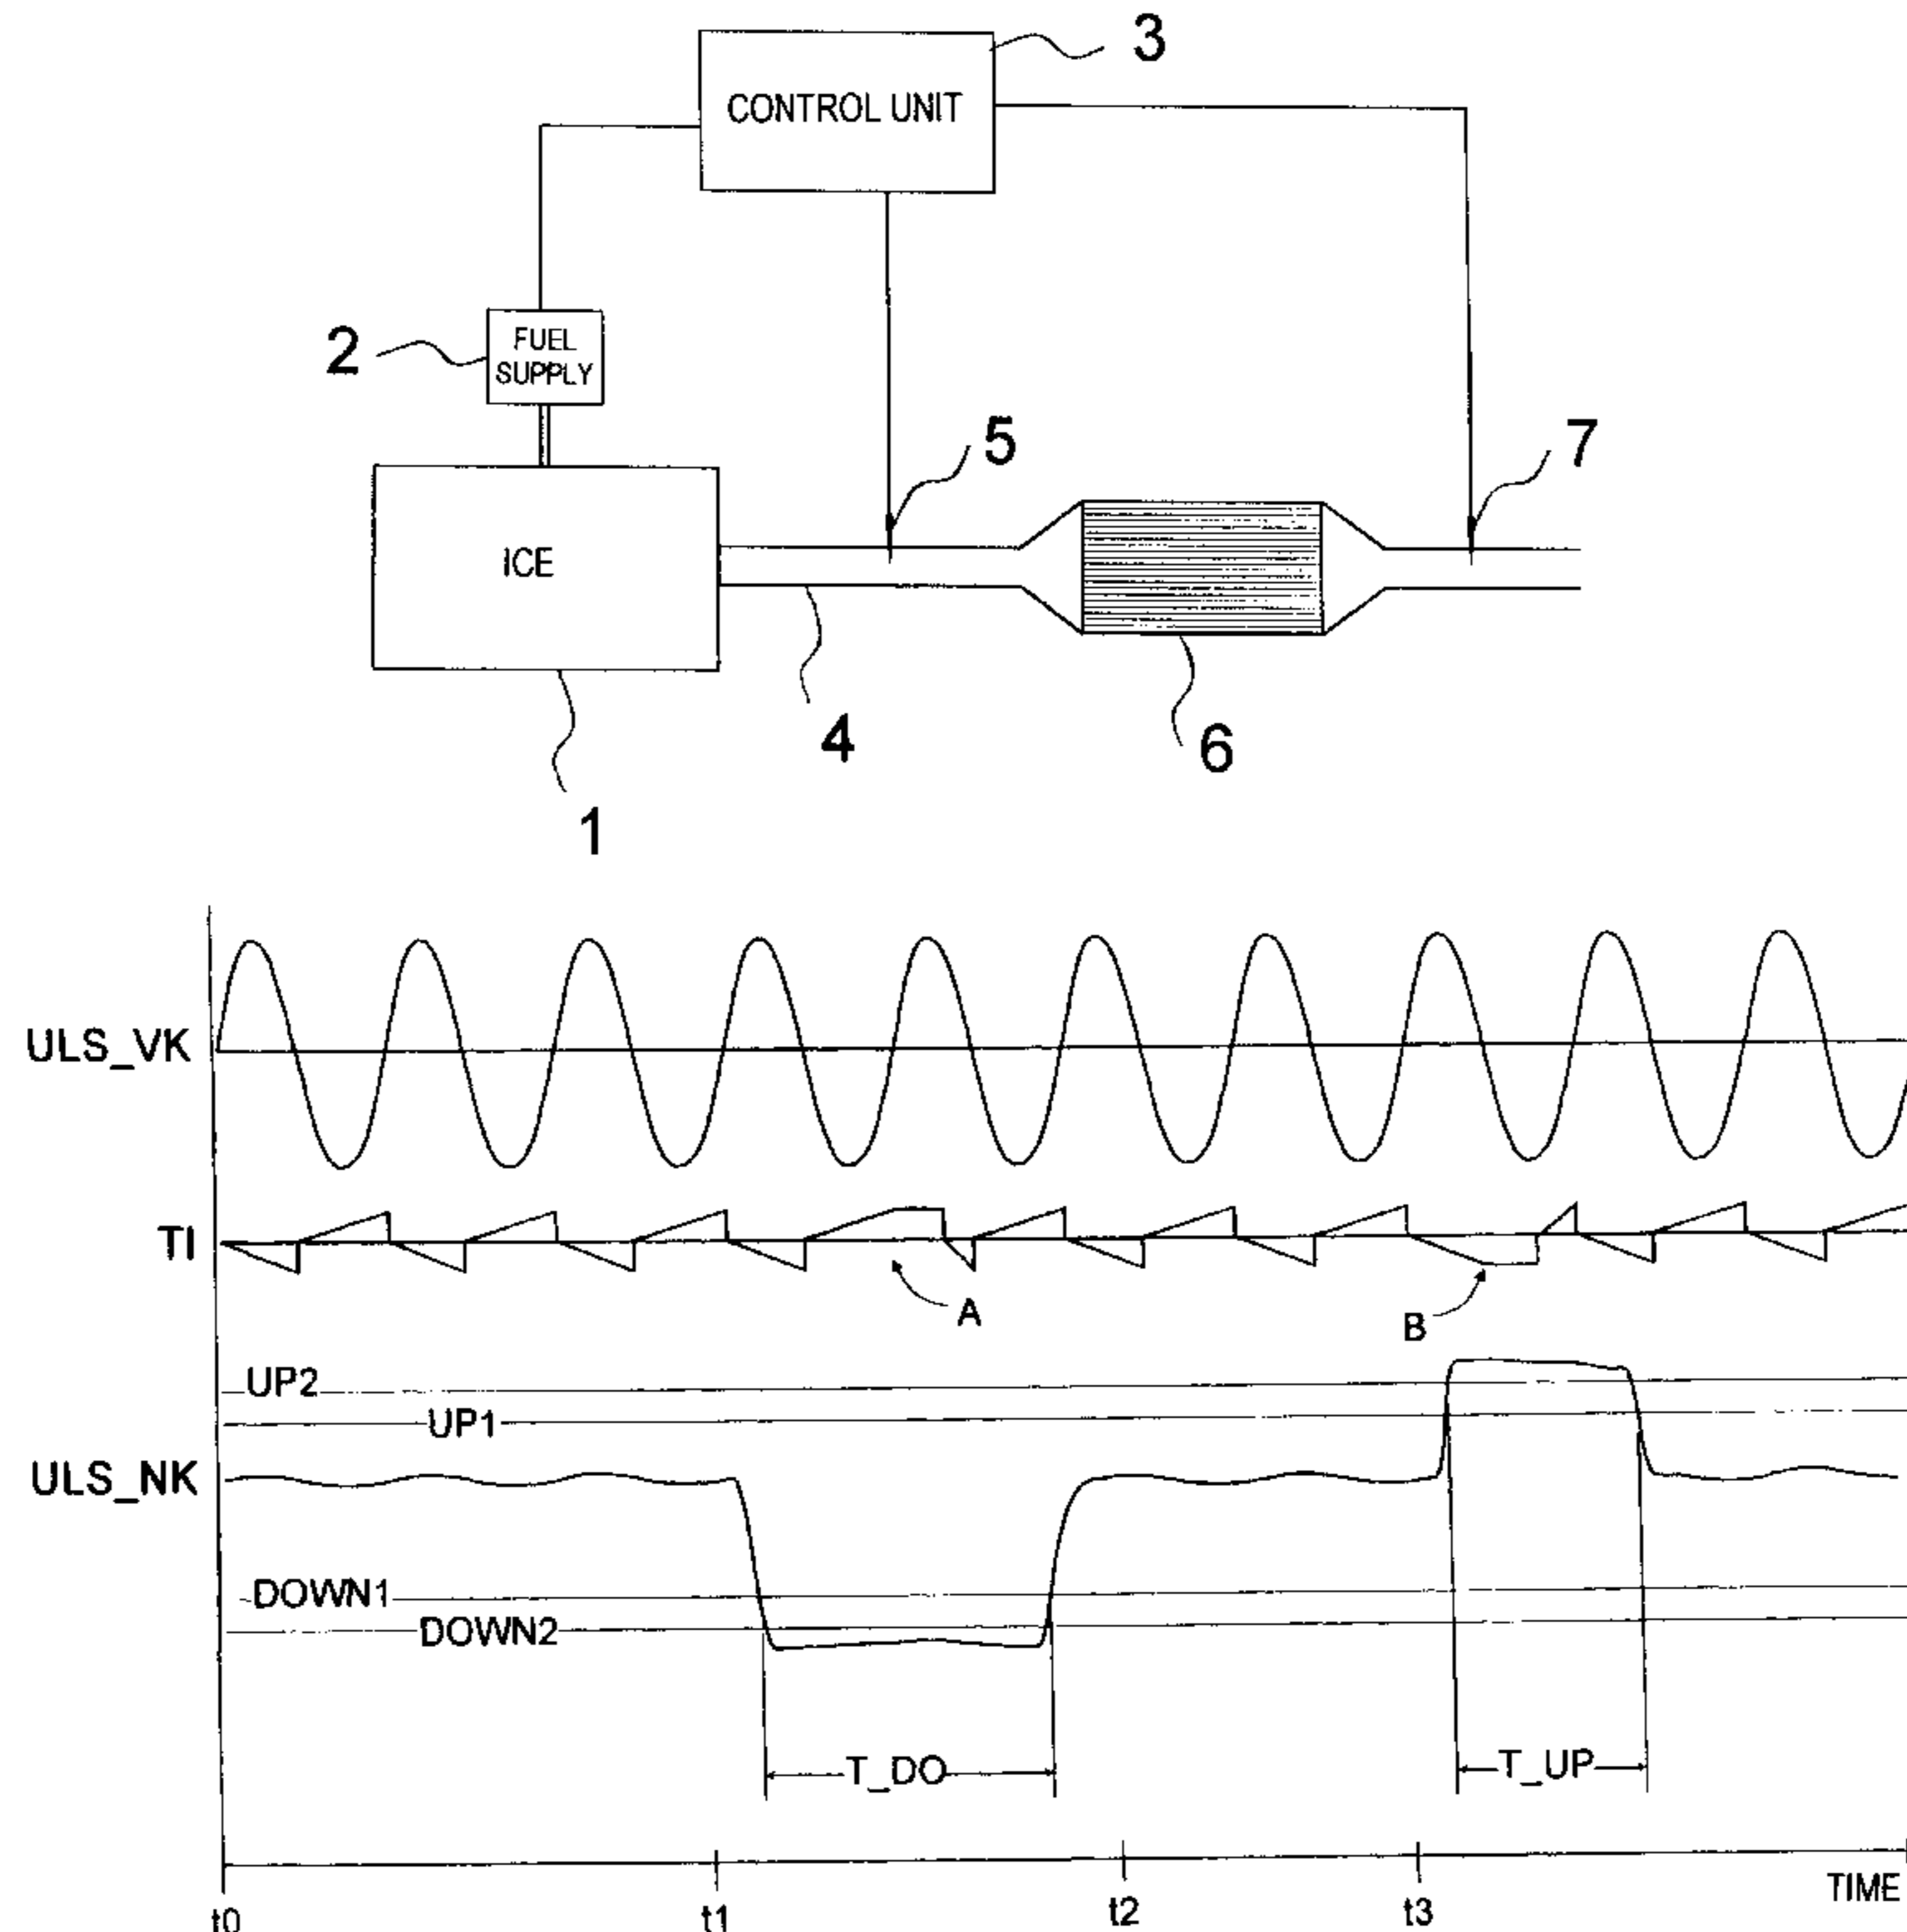 3
CONTROL UNIT
2
FUEL
SUPPLY
5
7
ICE
4
6
1
ULS_VK
TI
A
B
UP2
UP1
ULS_NK
DOWN1
DOWN2
T_DO
T_UP
TIME
t0
t1
t2
t3